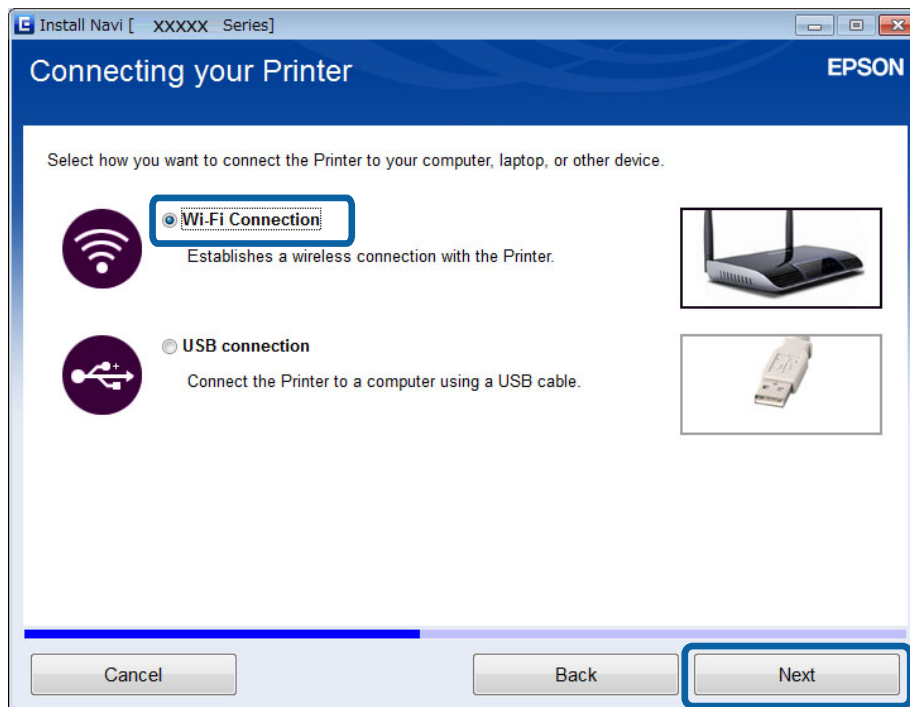 Install Navi [ XXXXX Series]
Connecting your Printer
EPSON
Select how you want to connect the Printer to your computer, laptop, or other device.
Wi-Fi Connection
Establishes a wireless connection with the Printer.
USB connection
Connect the Printer to a computer using a USB cable.
Cancel
Back
Next